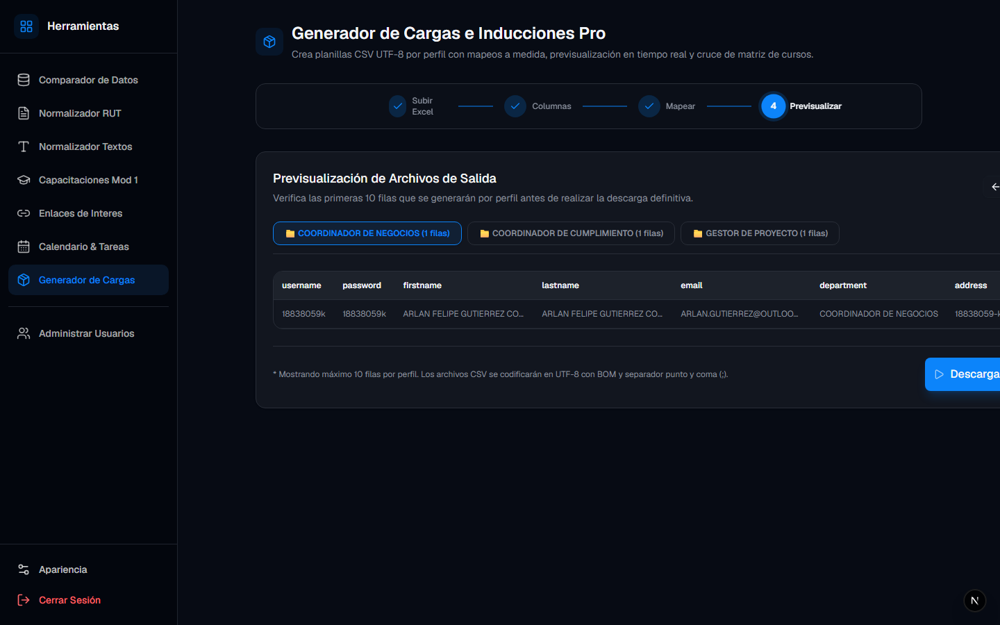 Herramientas
Comparador de Datos
Normalizador RUT
Normalizador Textos
Capacitaciones Mod 1
Enlaces de Interes
Calendario & Tareas
Generador de Cargas
Administrar Usuarios
Apariencia
Cerrar Sesión
Generador de Cargas e Inducciones Pro
Crea planillas CSV UTF-8 por perfil con mapeos a medida, previsualización en tiempo real y cruce de matriz de cursos.
Subir
Excel
Columnas
Mapear
4 Previsualizar
Previsualización de Archivos de Salida
Verifica las primeras 10 filas que se generarán por perfil antes de realizar la descarga definitiva.
COORDINADOR DE NEGOCIOS (1 filas) COORDINADOR DE CUMPLIMIENTO (1 filas) GESTOR DE PROYECTO (1 filas)
username password firstname lastname email department address
18838059k 18838059k ARLAN FELIPE GUTIERREZ CO... ARLAN FELIPE GUTIERREZ CO... ARLAN.GUTIERREZ@OUTLOO... COORDINADOR DE NEGOCIOS 18838059-k
* Mostrando máximo 10 filas por perfil. Los archivos CSV se codificarán en UTF-8 con BOM y separador punto y coma (;).
Descarga
N